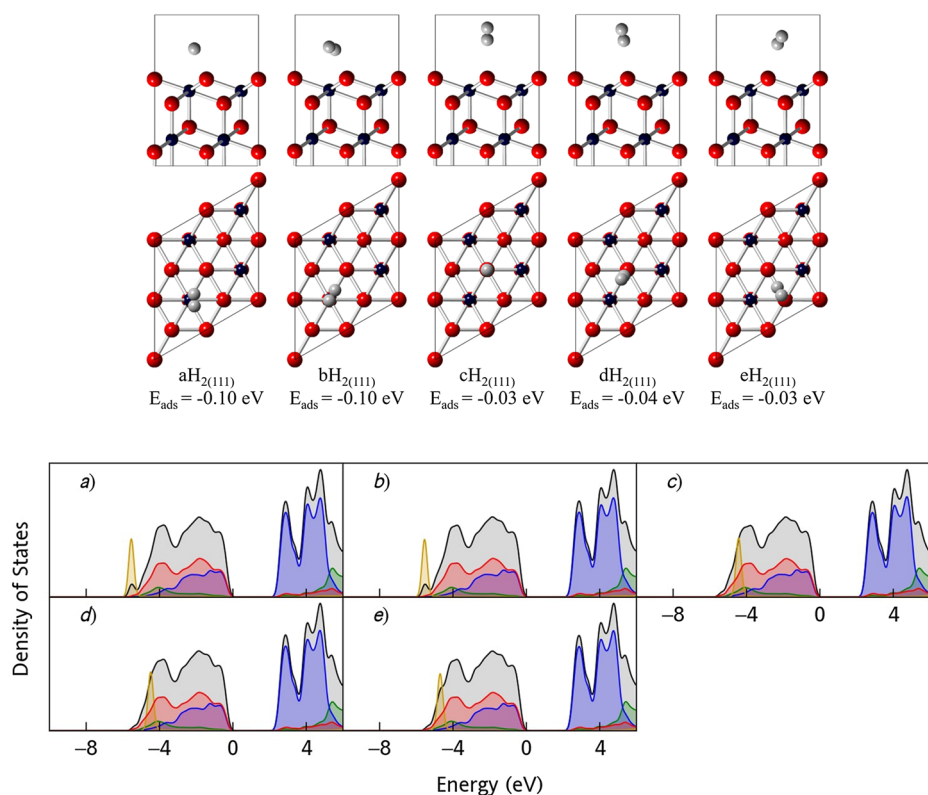 aH2(111) bH2(111) cH2(111) dH2(111) eH2(111)
Eads = -0.10 eV Eads = -0.10 eV Eads = -0.03 eV Eads = -0.04 eV Eads = -0.03 eV
a) b) c)
−8 −4 0 4
d) e)
−8 −4 0 4 −8 −4 0 4
Density of States
Energy (eV)